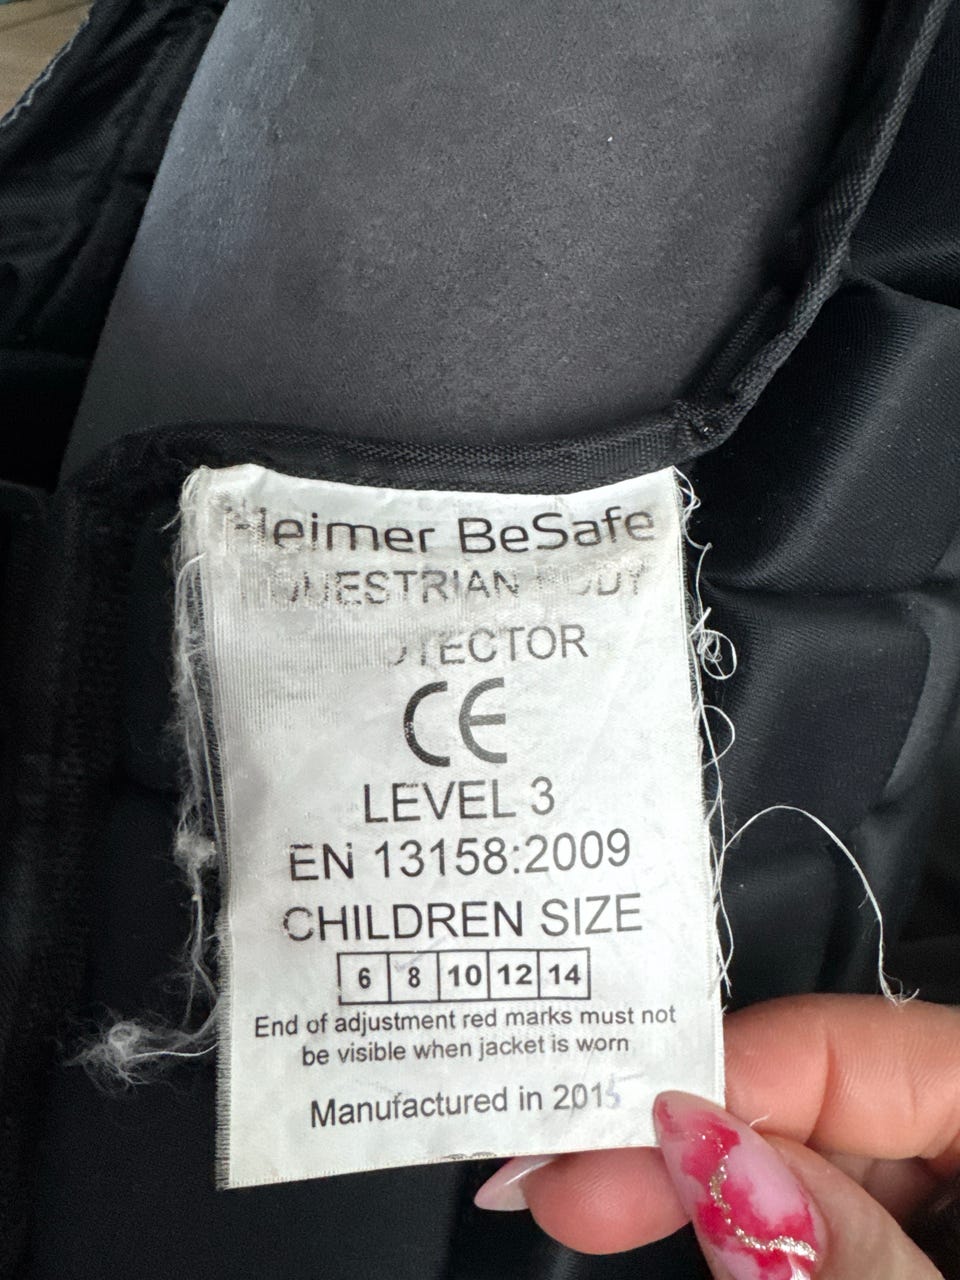 Heimer BeSafe
EQUESTRIAN BODY
PROTECTOR
CE
LEVEL 3
EN 13158:2009
CHILDREN SIZE
6 8 10 12 14
End of adjustment red marks must not
be visible when jacket is worn
Manufactured in 2015